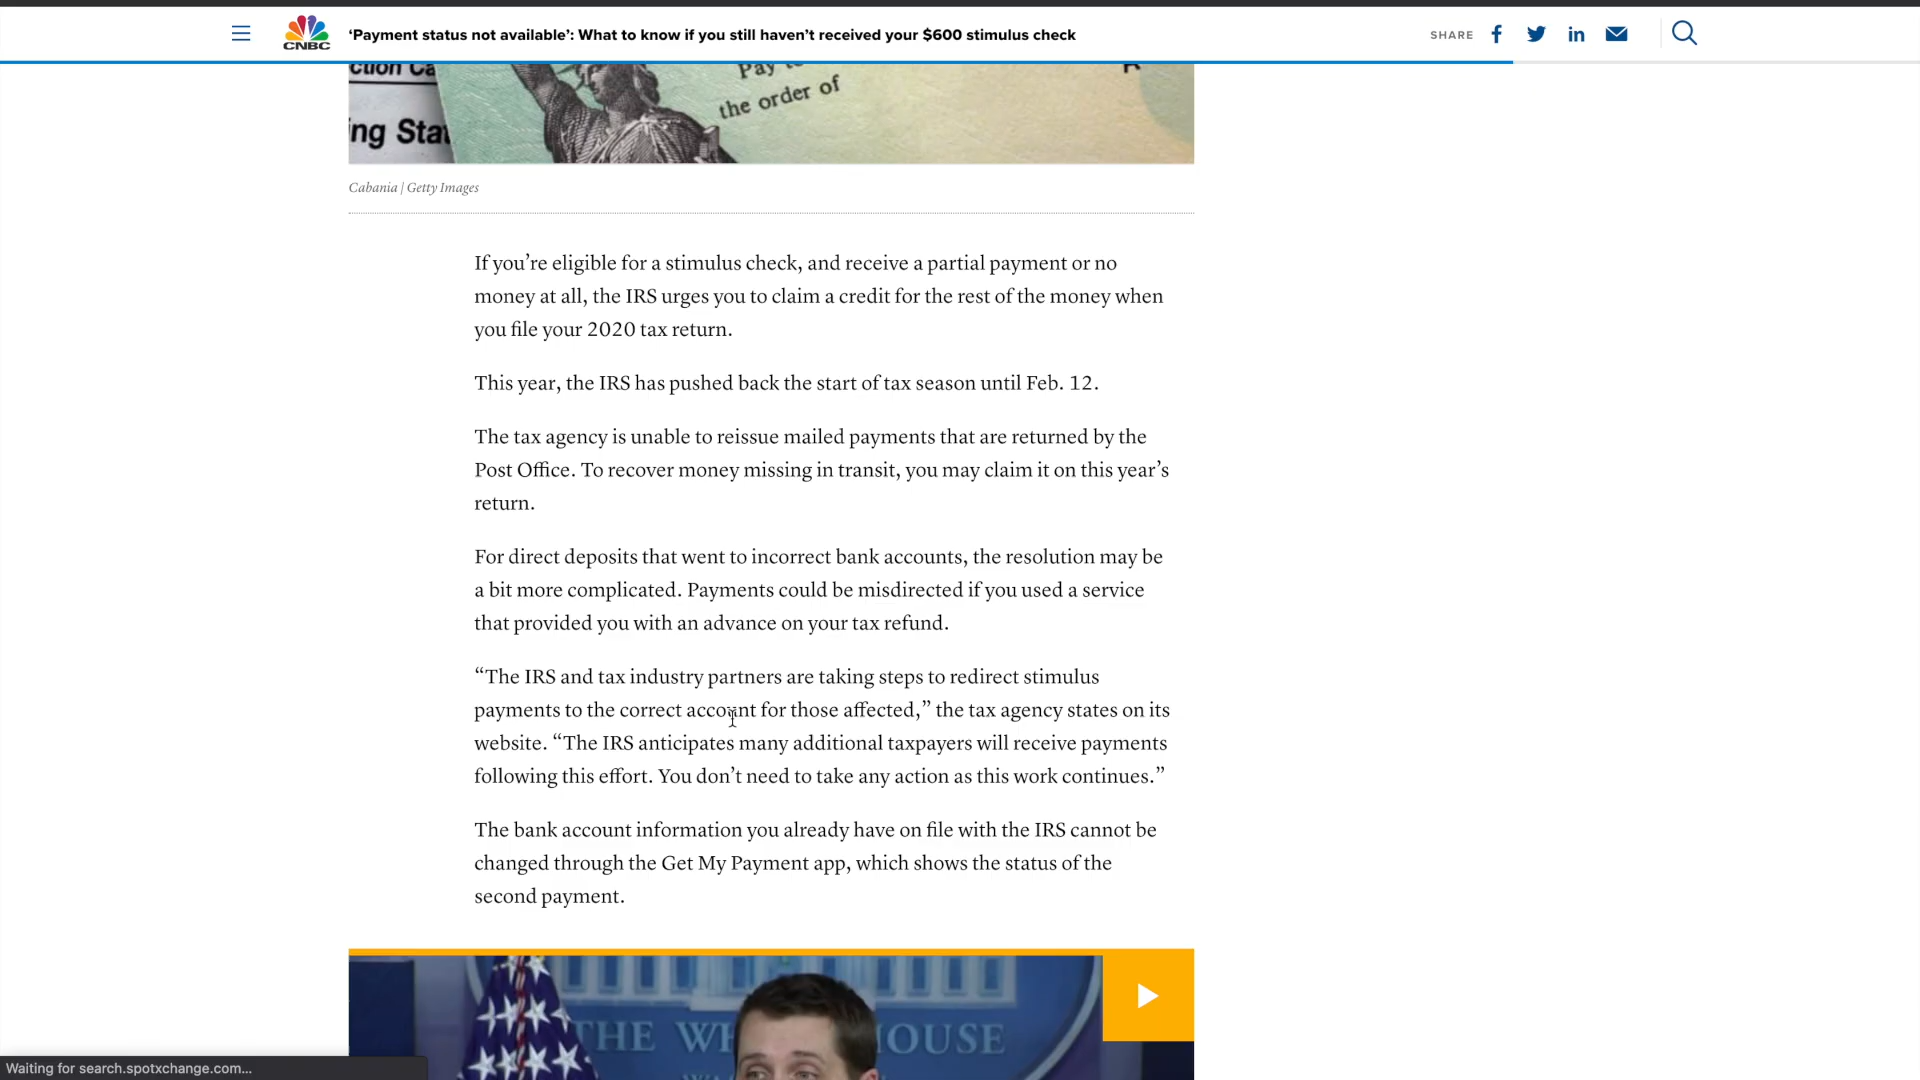 CNBC
‘Payment status not available’: What to know if you still haven’t received your $600 stimulus check
SHARE
Pay to
the order of
ing Sta
Cabania | Getty Images
If you’re eligible for a stimulus check, and receive a partial payment or no
money at all, the IRS urges you to claim a credit for the rest of the money when
you file your 2020 tax return.
This year, the IRS has pushed back the start of tax season until Feb. 12.
The tax agency is unable to reissue mailed payments that are returned by the
Post Office. To recover money missing in transit, you may claim it on this year’s
return.
For direct deposits that went to incorrect bank accounts, the resolution may be
a bit more complicated. Payments could be misdirected if you used a service
that provided you with an advance on your tax refund.
“The IRS and tax industry partners are taking steps to redirect stimulus
payments to the correct account for those affected,” the tax agency states on its
website. “The IRS anticipates many additional taxpayers will receive payments
following this effort. You don’t need to take any action as this work continues.”
The bank account information you already have on file with the IRS cannot be
changed through the Get My Payment app, which shows the status of the
second payment.
THE WH OUSE
Waiting for search.spotxchange.com...